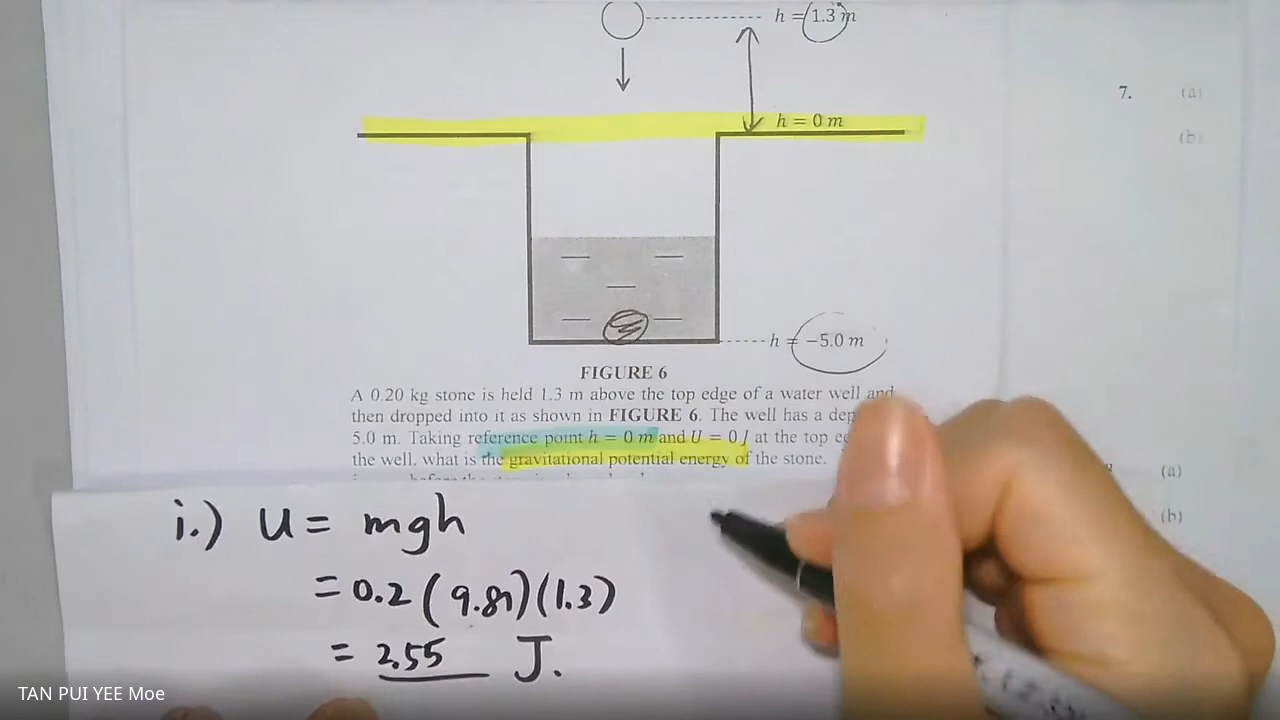 h = 1.3 m
7. (a)
h = 0 m
(b)
h = −5.0 m
FIGURE 6
A 0.20 kg stone is held 1.3 m above the top edge of a water well and
then dropped into it as shown in FIGURE 6. The well has a
5.0 m. Taking reference point h = 0 m and U = 0 J at the top
the well. what is the gravitational potential energy of the stone.
(a)
(b)
i.) U = mgh
= 0.2 (9.81)(1.3)
= 2.55 J.
TAN PUI YEE Moe